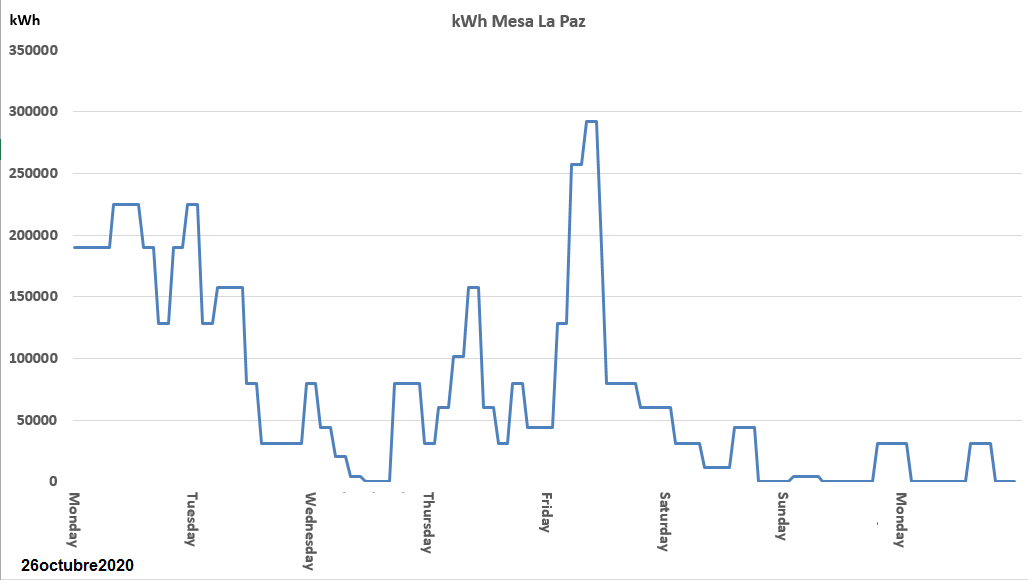 kWh
kWh Mesa La Paz
350000
300000
250000
200000
150000
100000
50000
0
Monday
Tuesday
Wednesday
Thursday
Friday
Saturday
Sunday
Monday
26octubre2020